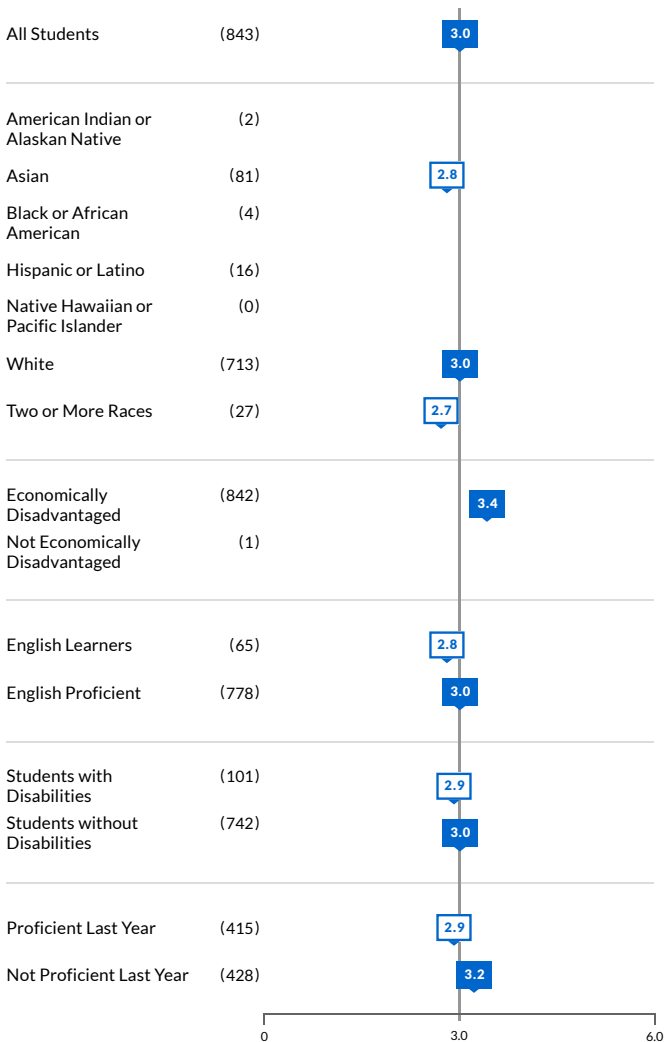 All Students (843) 3.0
American Indian or (2)
Alaskan Native
Asian (81) 2.8
Black or African (4)
American
Hispanic or Latino (16)
Native Hawaiian or (0)
Pacific Islander
White (713) 3.0
Two or More Races (27) 2.7
Economically (842) 3.4
Disadvantaged
Not Economically (1)
Disadvantaged
English Learners (65) 2.8
English Proficient (778) 3.0
Students with (101) 2.9
Disabilities
Students without (742) 3.0
Disabilities
Proficient Last Year (415) 2.9
Not Proficient Last Year (428) 3.2
0 3.0 6.0